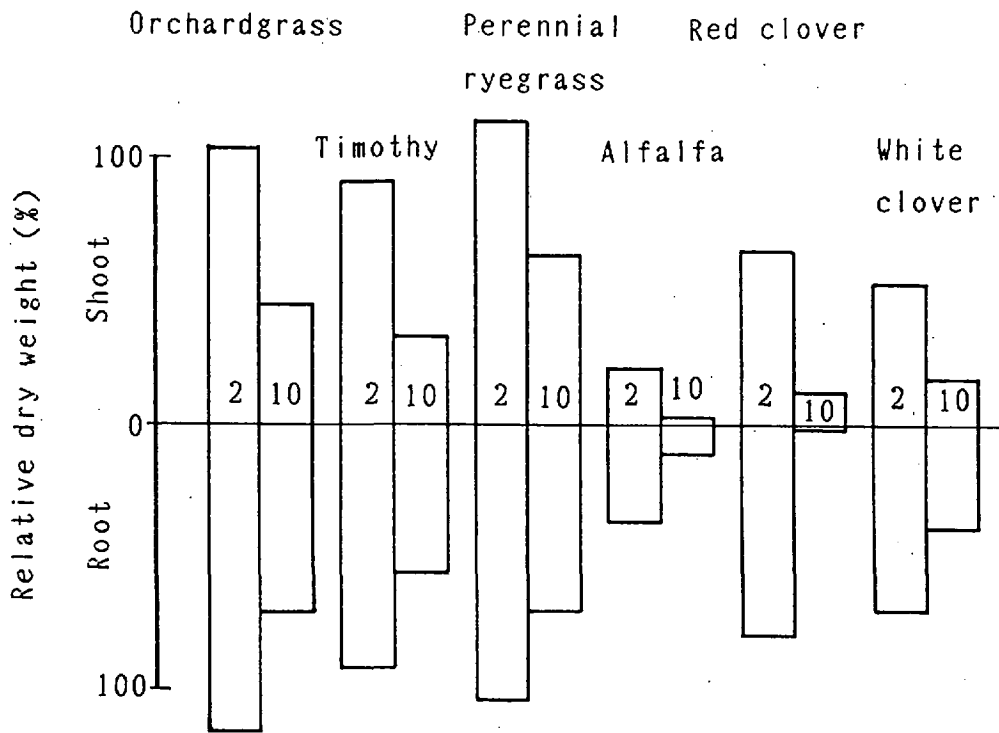 Orchardgrass
Perennial
ryegrass
Red clover
Timothy
Alfalfa
White
clover
100
0
100
Relative dry weight (%)
Shoot
Root
2 10
2 10
2 10
2 10
2 10
2 10